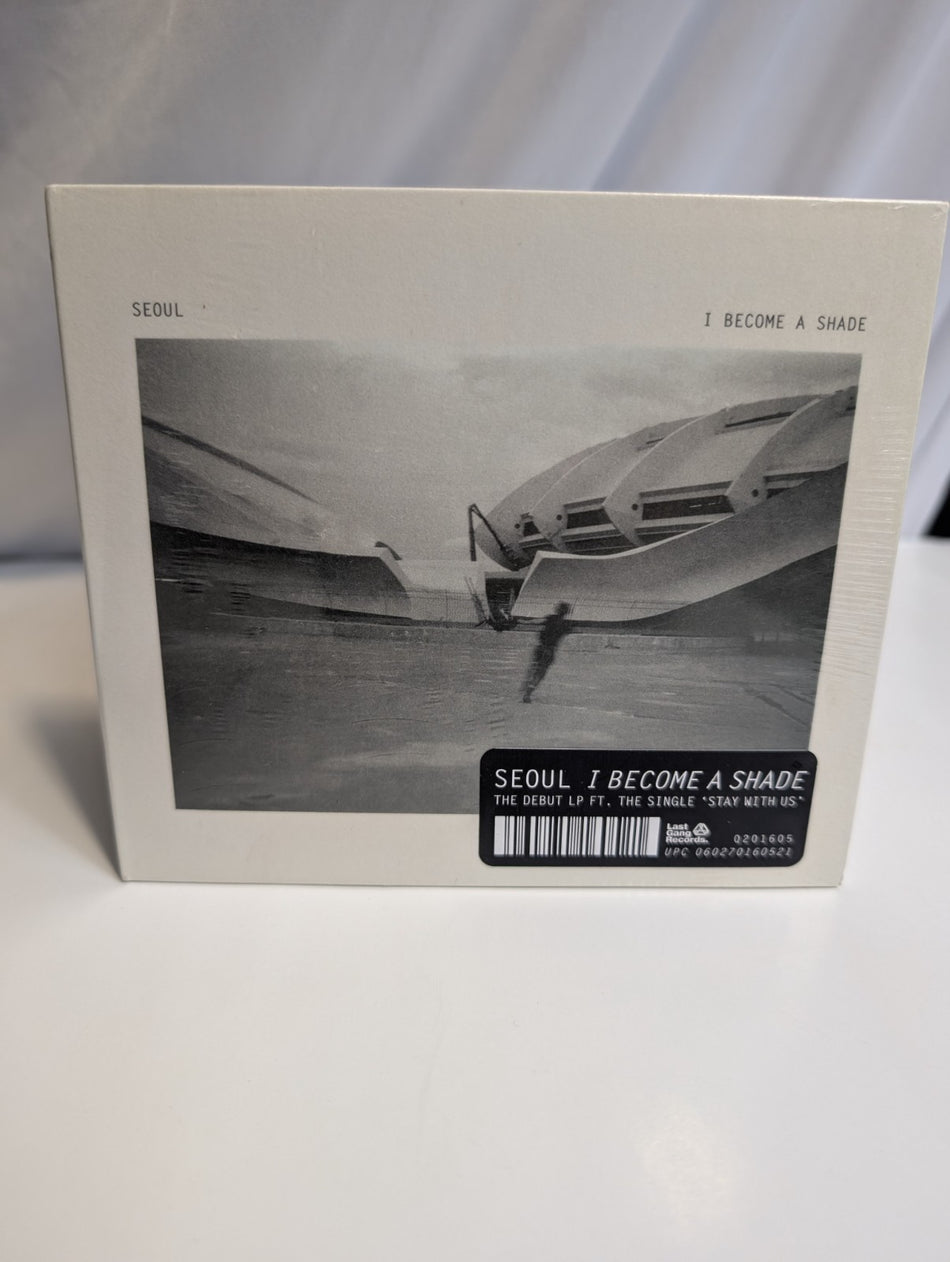 SEOUL
I BECOME A SHADE
SEOUL I BECOME A SHADE
THE DEBUT LP FT. THE SINGLE 'STAY WITH US'
Last
Gang
Records.
0201605
UPC 060270160521